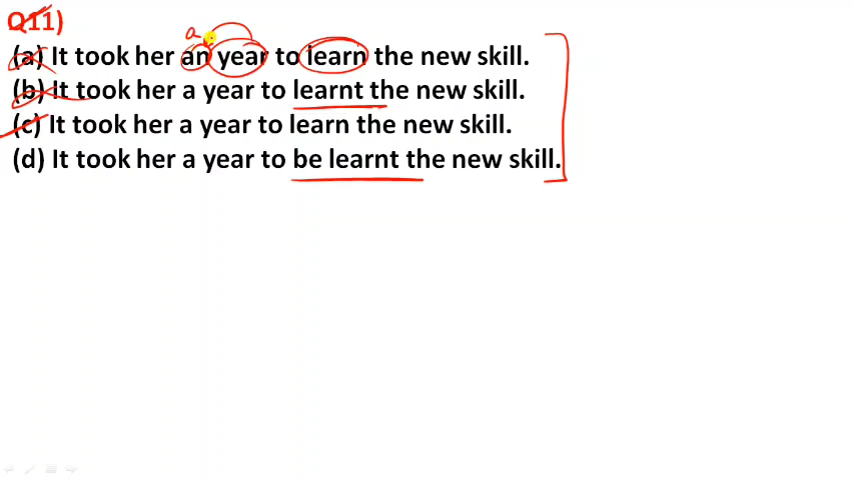 Q11)
a
(a) It took her an year to learn the new skill.
(b) It took her a year to learnt the new skill.
(c) It took her a year to learn the new skill.
(d) It took her a year to be learnt the new skill.